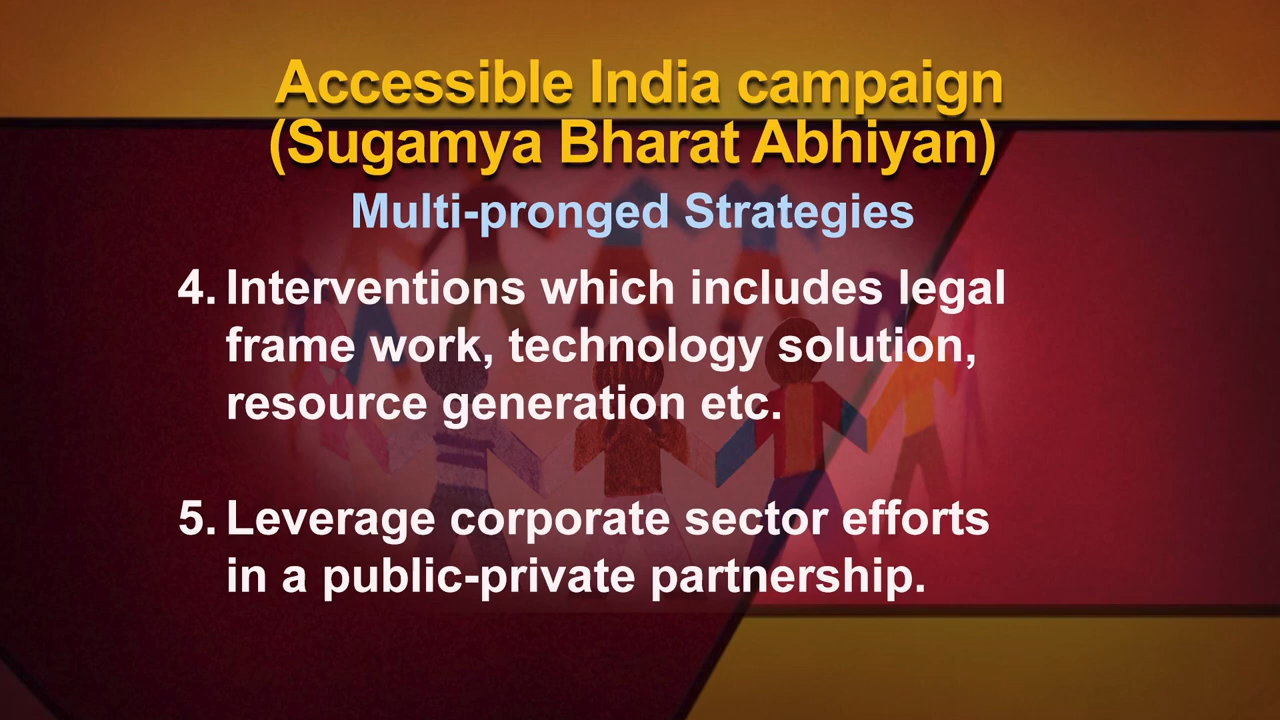 Accessible India campaign
(Sugamya Bharat Abhiyan)
Multi-pronged Strategies
4. Interventions which includes legal
frame work, technology solution,
resource generation etc.
5. Leverage corporate sector efforts
in a public-private partnership.